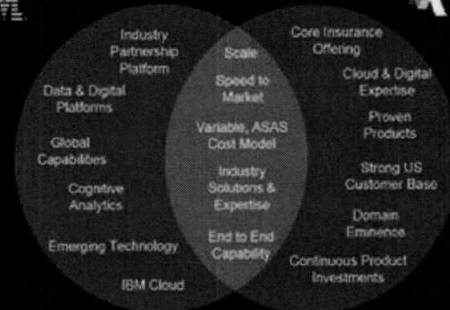 Industry
Partnership
Platform
Data & Digital
Platforms
Global
Capabilities
Cognitive
Analytics
Emerging Technology
IBM Cloud
Scale
Speed to
Market
Variable, ASAS
Cost Model
Industry
Solutions &
Expertise
End to End
Capability
Core Insurance
Offering
Cloud & Digital
Expertise
Proven
Products
Strong US
Customer Base
Domain
Eminence
Continuous Product
Investments